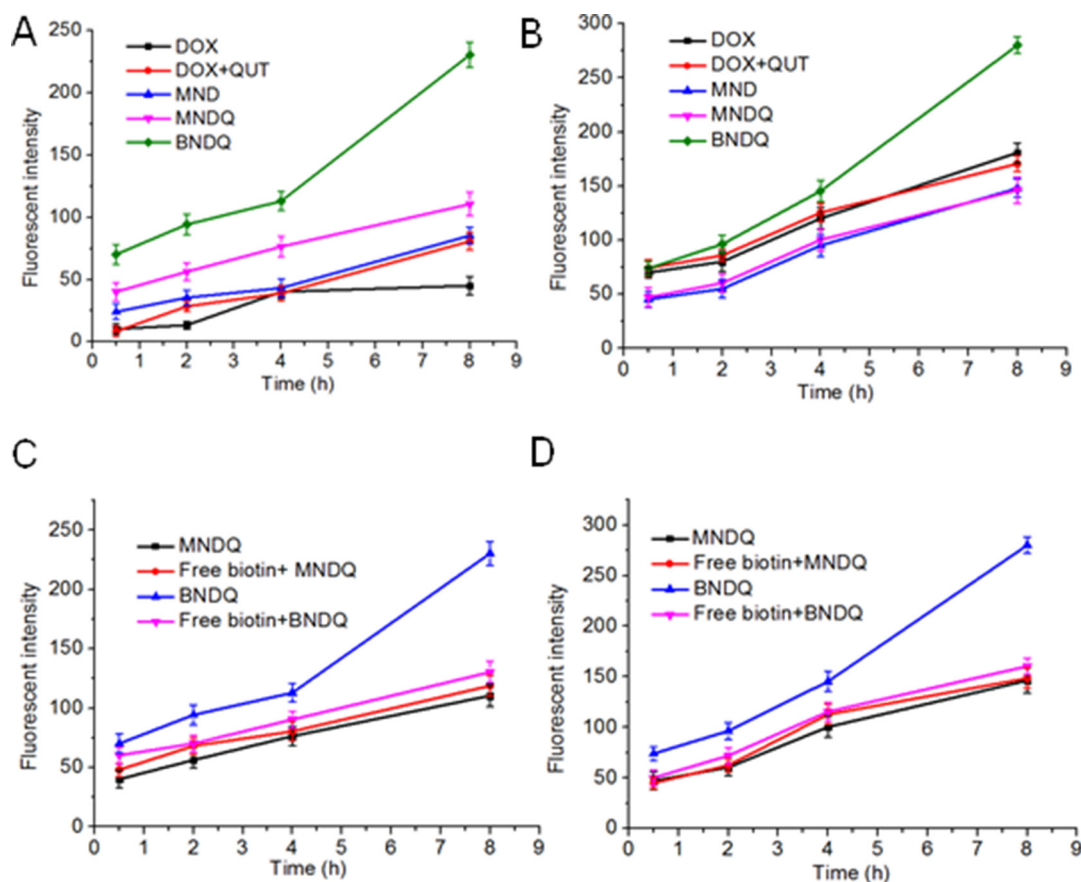 A
250
200
150
100
50
0
Fluorescent intensity
DOX
DOX+QUT
MND
MNDQ
BNDQ
0 1 2 3 4 5 6 7 8 9
Time (h)
B
300
250
200
150
100
50
0
Fluorescent intensity
DOX
DOX+QUT
MND
MNDQ
BNDQ
0 1 2 3 4 5 6 7 8 9
Time (h)
C
250
200
150
100
50
0
Fluorescent intensity
MNDQ
Free biotin+ MNDQ
BNDQ
Free biotin+BNDQ
0 1 2 3 4 5 6 7 8 9
Time (h)
D
300
250
200
150
100
50
0
Fluorescent intensity
MNDQ
Free biotin+MNDQ
BNDQ
Free biotin+BNDQ
0 1 2 3 4 5 6 7 8 9
Time (h)